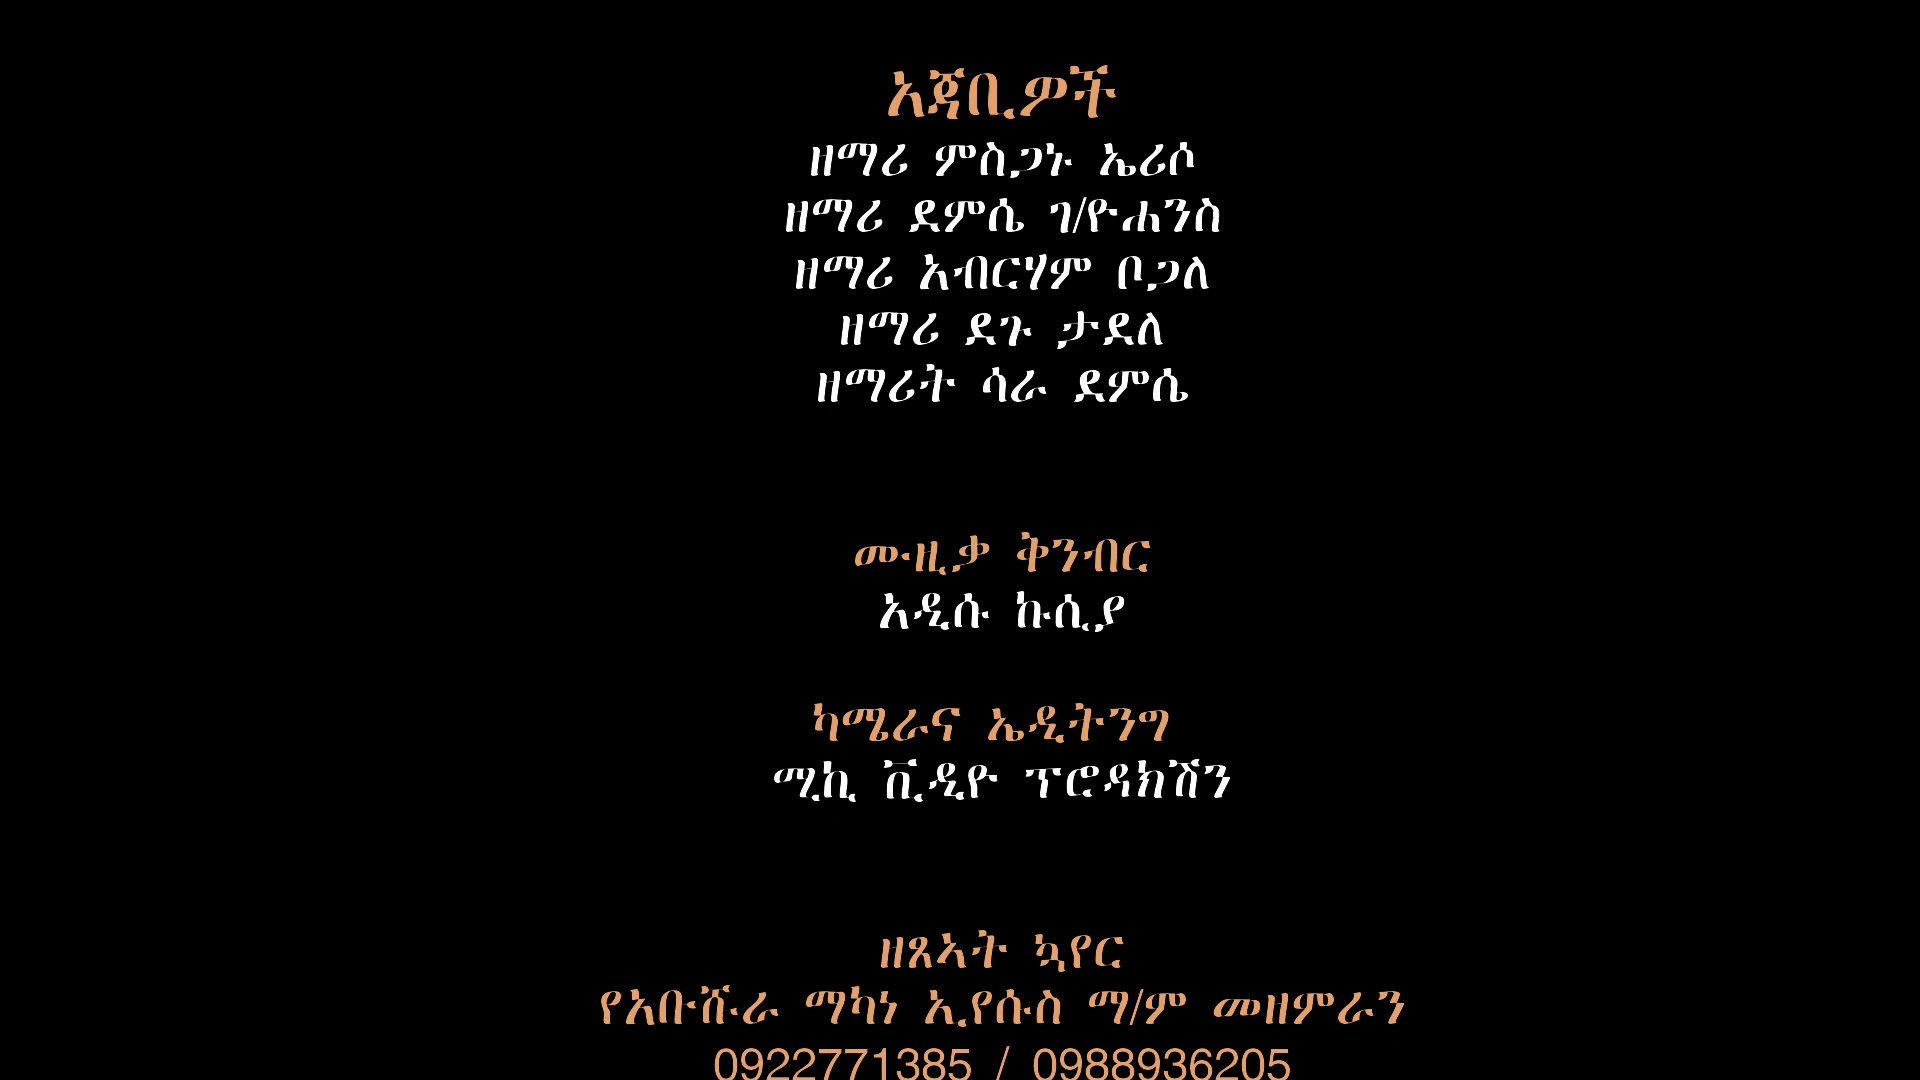 አጃቢዎች
ዘማሪ ምስጋኑ ኤሪሶ
ዘማሪ ደምሴ ገ/ዮሐንስ
ዘማሪ አብርሃም ቦጋለ
ዘማሪ ደጉ ታደለ
ዘማሪት ሳራ ደምሴ
ሙዚቃ ቅንብር
አዲሱ ኩሲያ
ካሜራና ኤዲትንግ
ሚኪ ቪዲዮ ፕሮዳክሽን
ዘጸኣት ኳየር
የአቡሹራ ማካነ ኢየሱስ ማ/ም መዘምራን
0922771385 / 0988936205